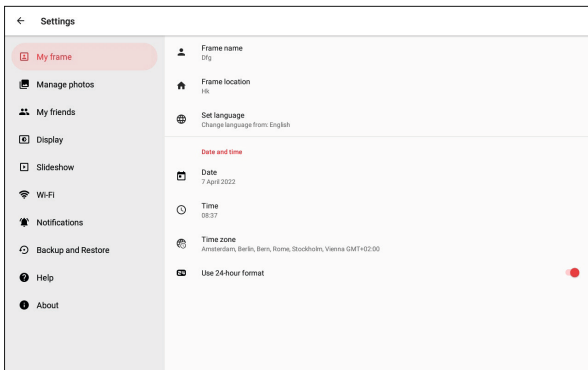 Settings
My frame
Manage photos
My friends
Display
Slideshow
Wi-Fi
Notifications
Backup and Restore
Help
About
Frame name
Dfg
Frame location
Hk
Set language
Change language from: English
Date and time
Date
7 April 2022
Time
08:37
Time zone
Amsterdam, Berlin, Bern, Rome, Stockholm, Vienna GMT+02:00
Use 24-hour format